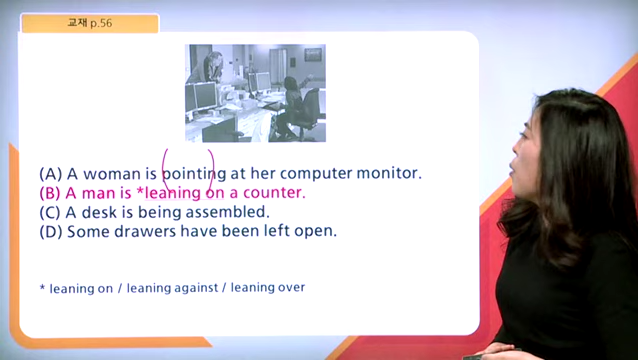 교재 p.56
(A) A woman is pointing at her computer monitor.
(B) A man is *leaning on a counter.
(C) A desk is being assembled.
(D) Some drawers have been left open.
* leaning on / leaning against / leaning over